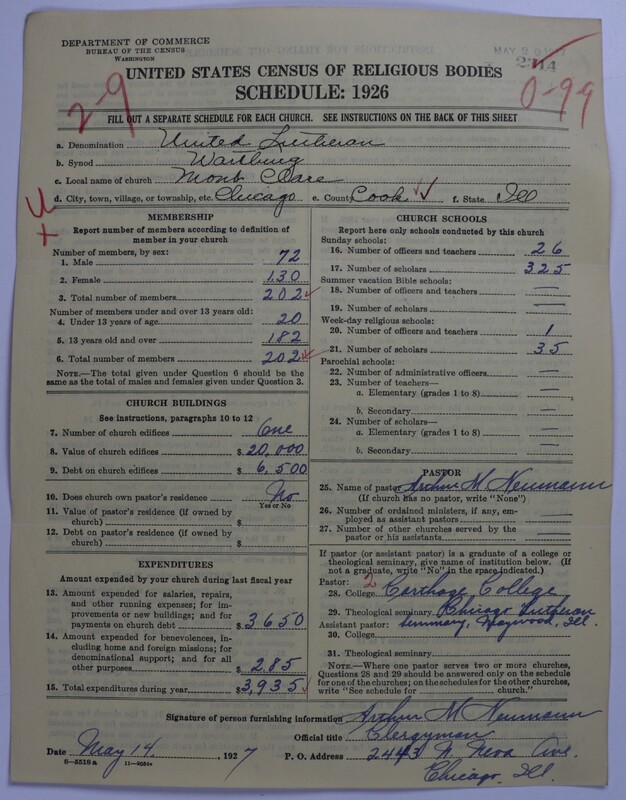 DEPARTMENT OF COMMERCE
BUREAU OF THE CENSUS
WASHINGTON
MAY 20
2314
UNITED STATES CENSUS OF RELIGIOUS BODIES
SCHEDULE: 1926
29
0-99
FILL OUT A SEPARATE SCHEDULE FOR EACH CHURCH. SEE INSTRUCTIONS ON THE BACK OF THIS SHEET
a. Denomination United Lutheran
b. Synod Wartburg
c. Local name of church Mont Clare
d. City, town, village, or township, etc. Chicago e. County Cook f. State Ill
MEMBERSHIP
Report number of members according to definition of
member in your church
Number of members, by sex:
1. Male 72
2. Female 130
3. Total number of members 202
Number of members under and over 13 years old:
4. Under 13 years of age 20
5. 13 years old and over 182
6. Total number of members 202
NOTE.—The total given under Question 6 should be
same as the total of males and females given under Question 3.
CHURCH BUILDINGS
See instructions, paragraphs 10 to 12
7. Number of church edifices One
8. Value of church edifices $ 20,000
9. Debt on church edifices $ 6,500
10. Does church own pastor's residence No
Yes or No
11. Value of pastor's residence (if owned by
church) $
12. Debt on pastor's residence (if owned by
church) $
EXPENDITURES
Amount expended by your church during last fiscal year
13. Amount expended for salaries, repairs,
and other running expenses; for im-
provements or new buildings; and for
payments on church debt $ 3650
14. Amount expended for benevolences, in-
cluding home and foreign missions; for
denominational support; and for all
other purposes $ 285
15. Total expenditures during year $ 3,935
CHURCH SCHOOLS
Report here only schools conducted by this church
Sunday schools:
16. Number of officers and teachers 26
17. Number of scholars 325
Summer vacation Bible schools:
18. Number of officers and teachers —
19. Number of scholars —
Week-day religious schools:
20. Number of officers and teachers 1
21. Number of scholars 35
Parochial schools:
22. Number of administrative officers —
23. Number of teachers—
a. Elementary (grades 1 to 8) —
b. Secondary —
24. Number of scholars—
a. Elementary (grades 1 to 8) —
b. Secondary —
PASTOR
25. Name of pastor Arthur M. Neumann
(If church has no pastor, write "None")
26. Number of ordained ministers, if any, em-
ployed as assistant pastors —
27. Number of other churches served by the
pastor or his assistants —
If pastor (or assistant pastor) is a graduate of a college or
theological seminary, give name of institution below. (If
not a graduate, write "No" in the space indicated.)
Pastor: 2
28. College Carthage College
29. Theological seminary Chicago Lutheran
Assistant pastor: Seminary, Maywood, Ill.
30. College
31. Theological seminary
NOTE.—Where one pastor serves two or more churches,
Questions 28 and 29 should be answered only on the schedule
for one of the churches; on the schedules for the other churches,
write "See schedule for church."
Signature of person furnishing information Arthur M Neumann
Official title Clergyman
Date May 14, 1927 P. O. Address 2443 N. Neva Ave.
6-5518a 11-9554
Chicago, Ill.